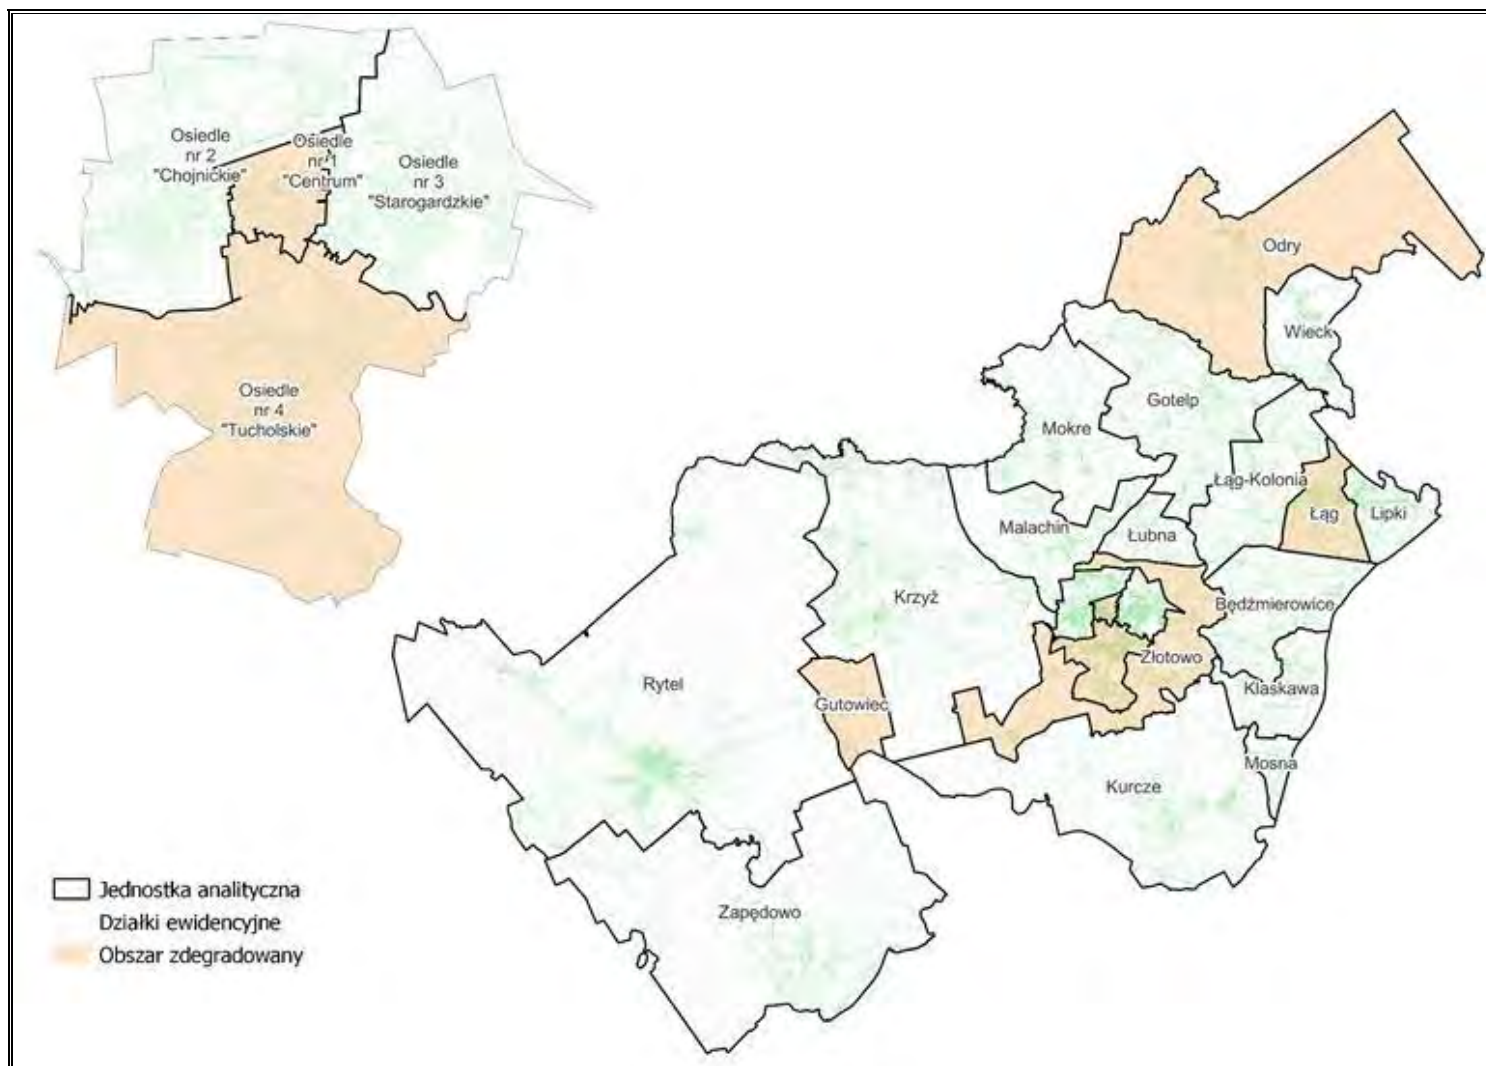 Osiedle
nr 2
"Chojnickie"
Osiedle
nr 1
"Centrum"
Osiedle
nr 3
"Starogardzkie"
Osiedle
nr 4
"Tucholskie"
Odry
Wieck
Gotelp
Mokre
Łąg-Kolonia
Łąg
Lipki
Malachin
Łubna
Krzyż
Będźmierowice
Złotowo
Rytel
Gutowiec
Klaskawa
Mosna
Kurcze
Zapędowo
Jednostka analityczna
Działki ewidencyjne
Obszar zdegradowany